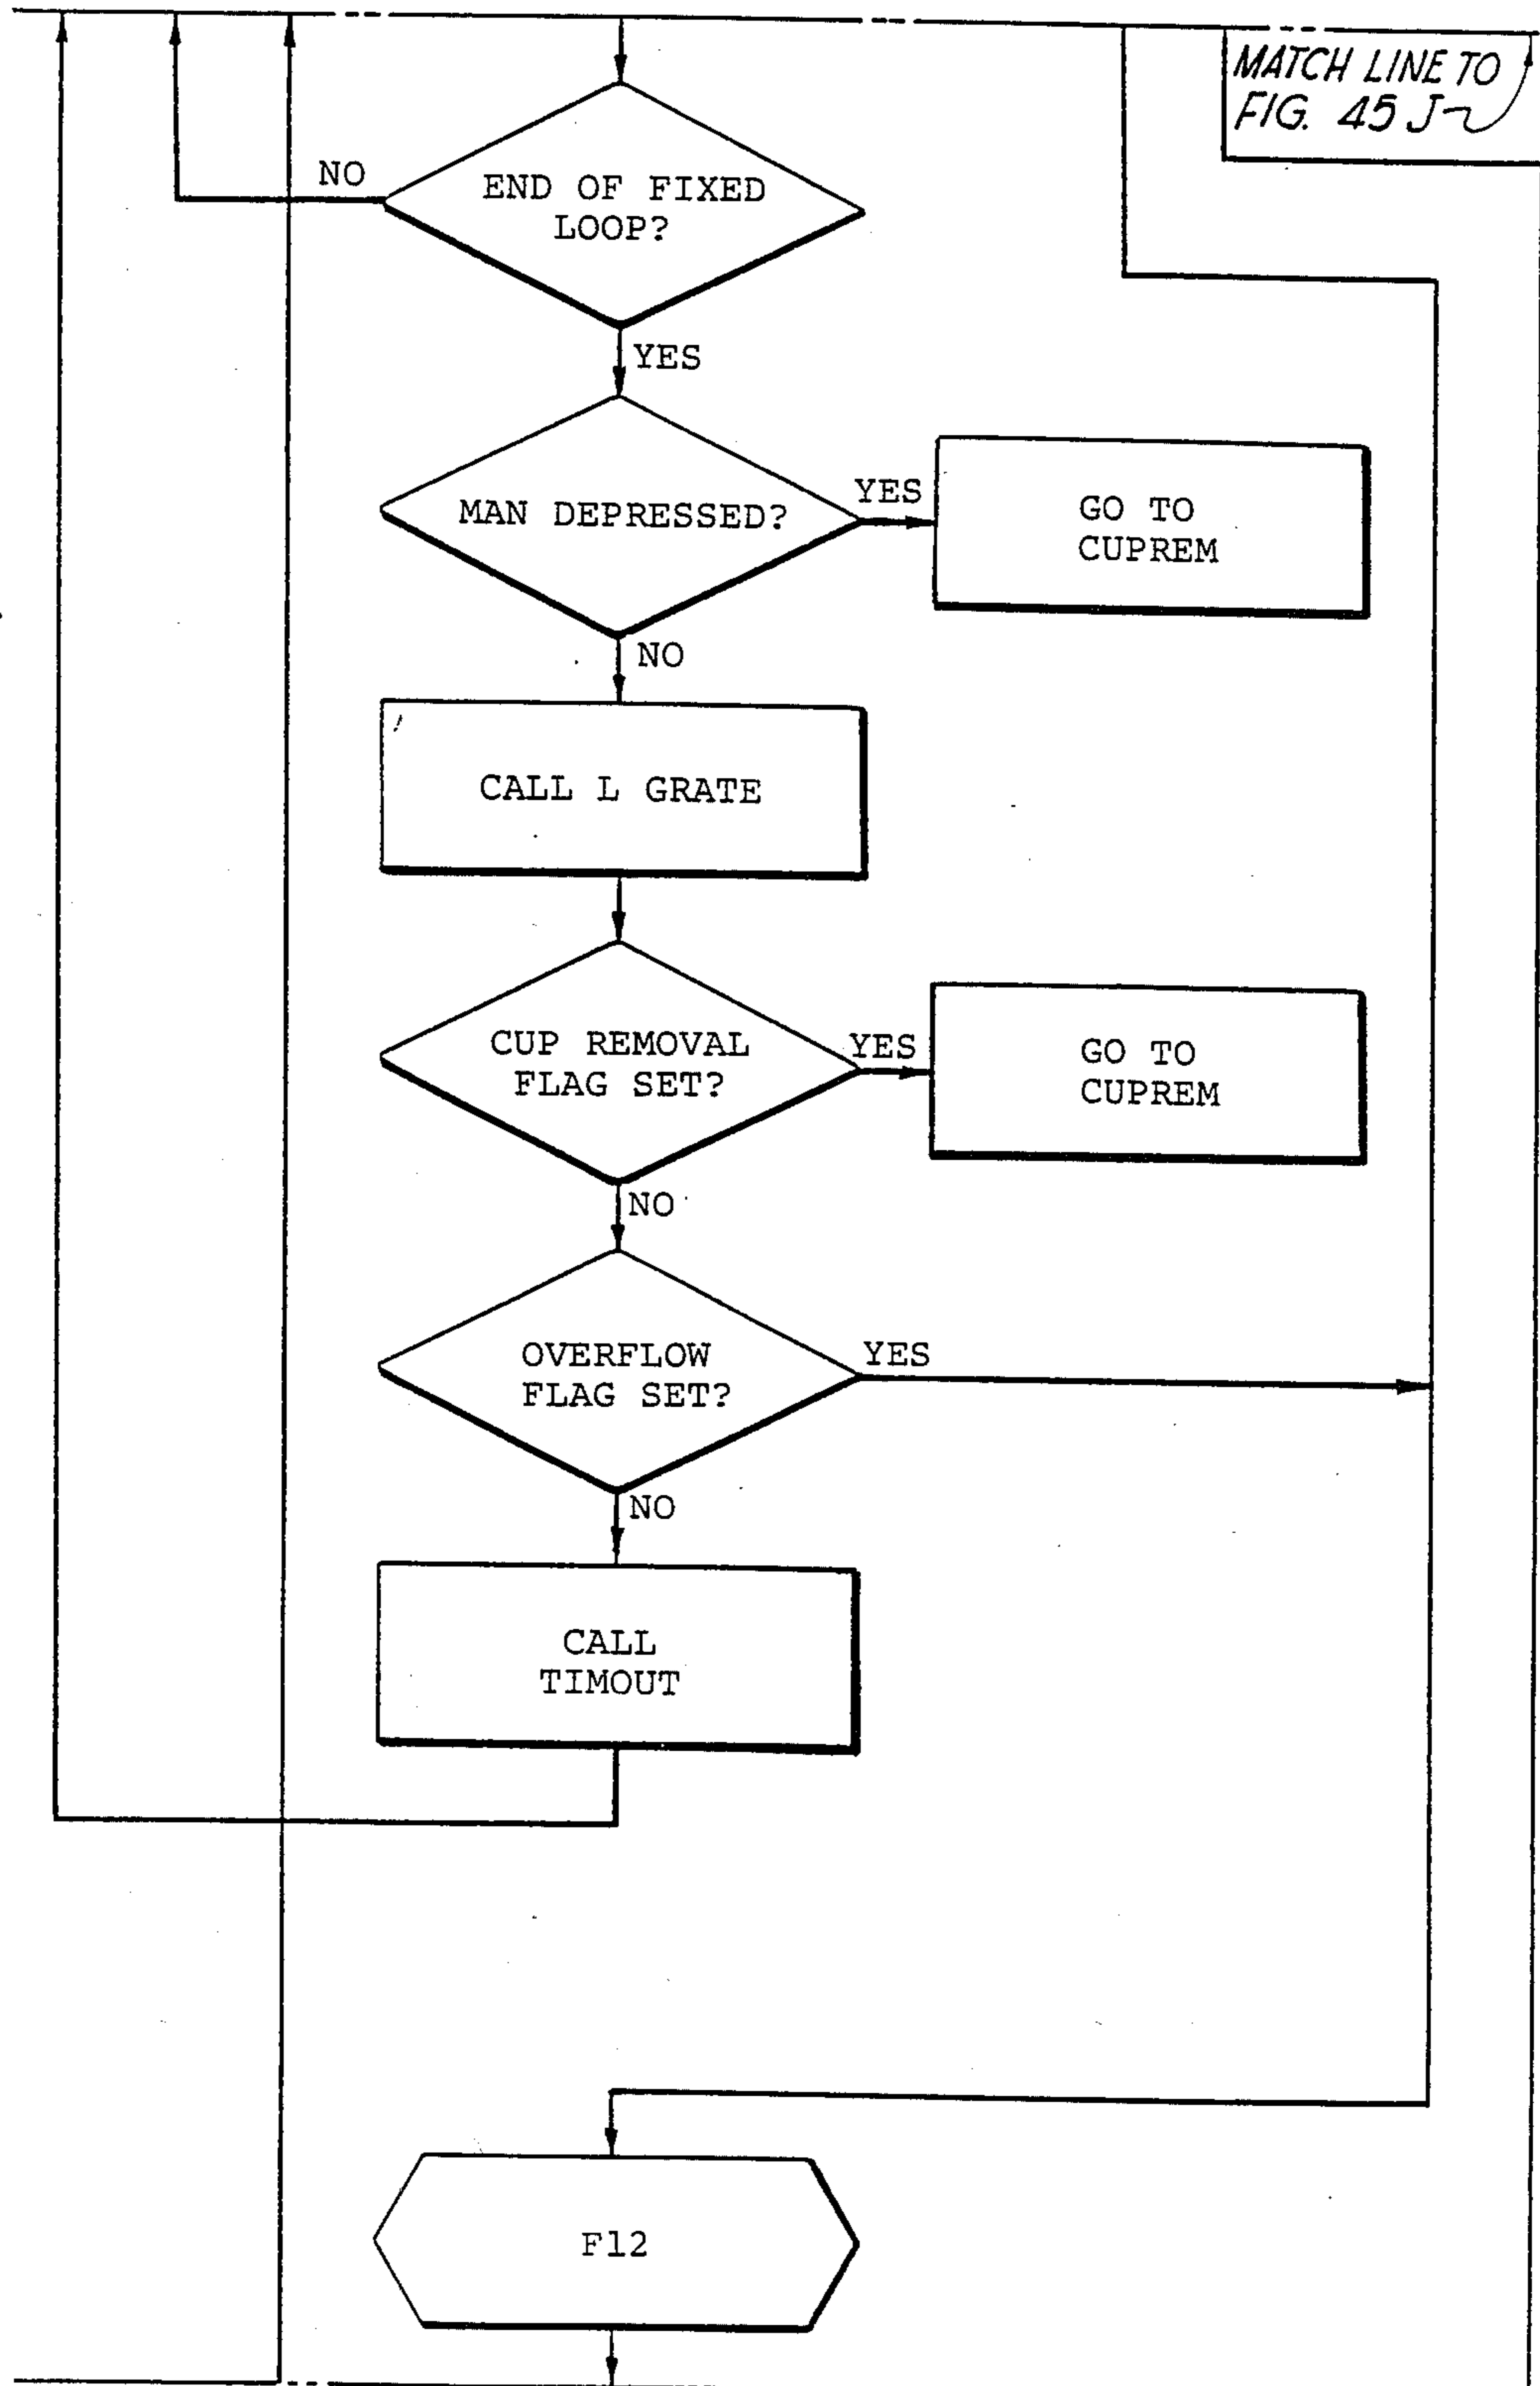 MATCH LINE TO
FIG. 45 J
NO
END OF FIXED
LOOP?
YES
MAN DEPRESSED?
YES
GO TO
CUPREM
NO
CALL L GRATE
CUP REMOVAL
FLAG SET?
YES
GO TO
CUPREM
NO
OVERFLOW
FLAG SET?
YES
NO
CALL
TIMOUT
F12